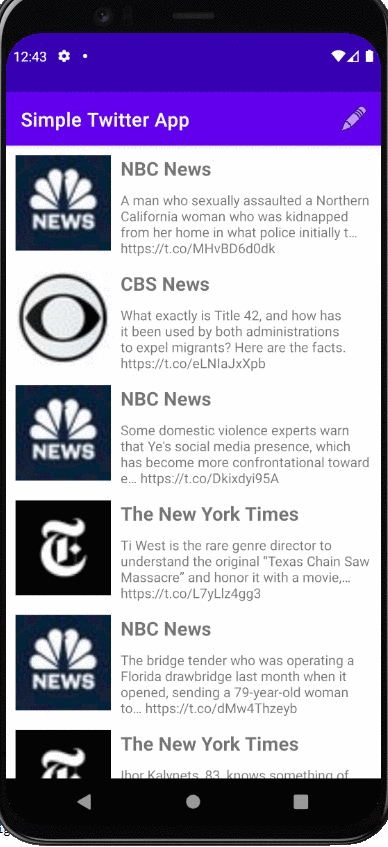 12:43
Simple Twitter App
NEWS
NBC News
A man who sexually assaulted a Northern
California woman who was kidnapped
from her home in what police initially t…
https://t.co/MHvBD6d0dk
CBS News
What exactly is Title 42, and how has
it been used by both administrations
to expel migrants? Here are the facts.
https://t.co/eLNIaJxXpb
NEWS
NBC News
Some domestic violence experts warn
that Ye's social media presence, which
has become more confrontational toward
e… https://t.co/Dkixdyi95A
The New York Times
Ti West is the rare genre director to
understand the original “Texas Chain Saw
Massacre” and honor it with a movie,…
https://t.co/L7yLlz4gg3
NEWS
NBC News
The bridge tender who was operating a
Florida drawbridge last month when it
opened, sending a 79-year-old woman
to… https://t.co/dMw4Thzeyb
The New York Times
Ihor Kalynets, 83, knows something of